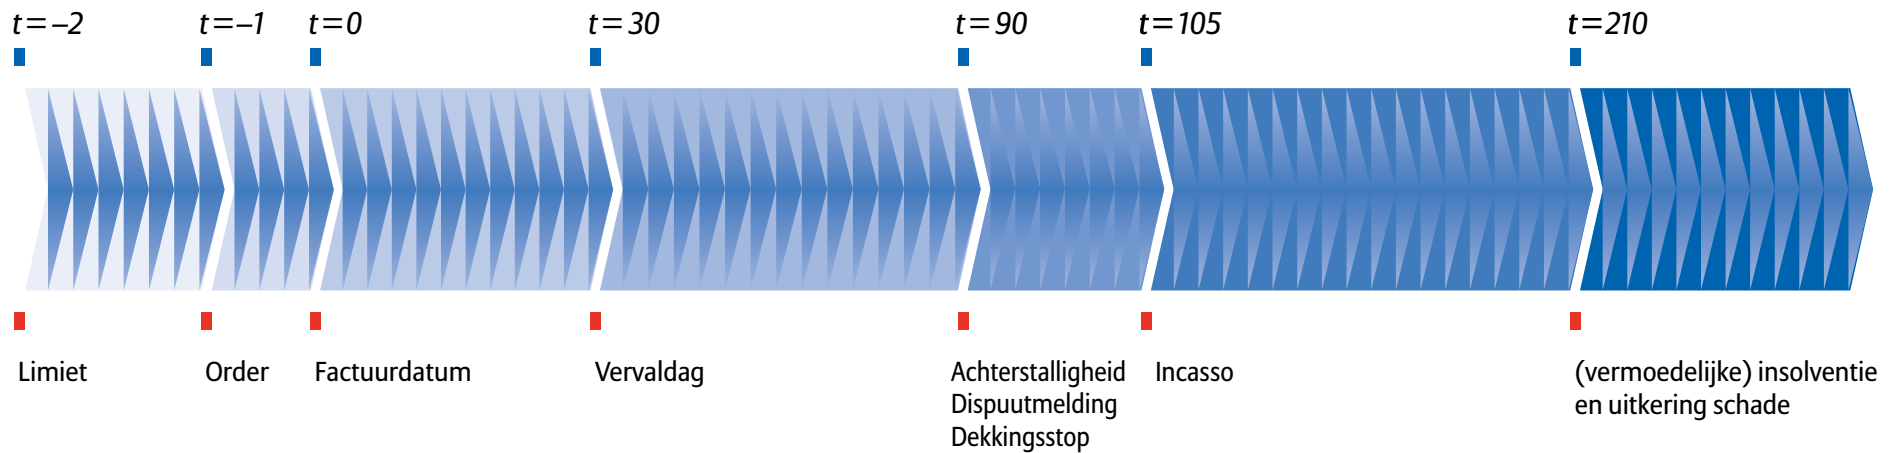 t=–2
t=–1
t=0
t=30
t=90
t=105
t=210
Limiet
Order
Factuurdatum
Vervaldag
Achterstalligheid
Dispuutmelding
Dekkingsstop
Incasso
(vermoedelijke) insolventie
en uitkering schade